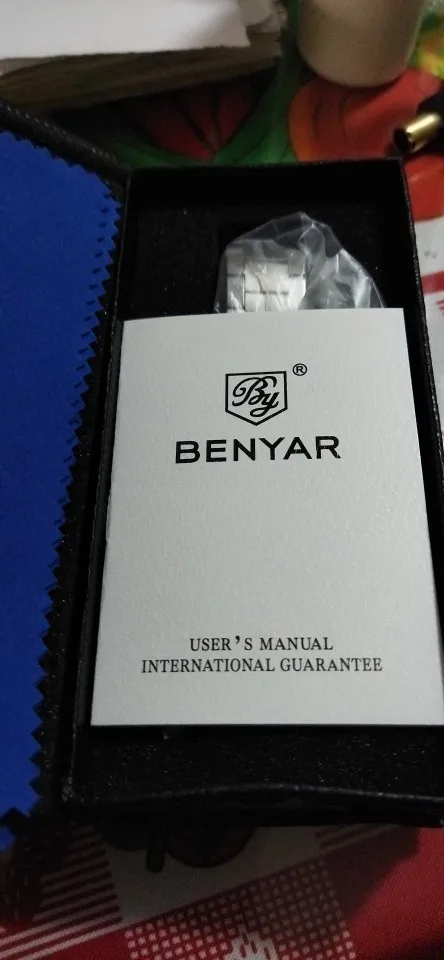 By ®
BENYAR
USER'S MANUAL
INTERNATIONAL GUARANTEE